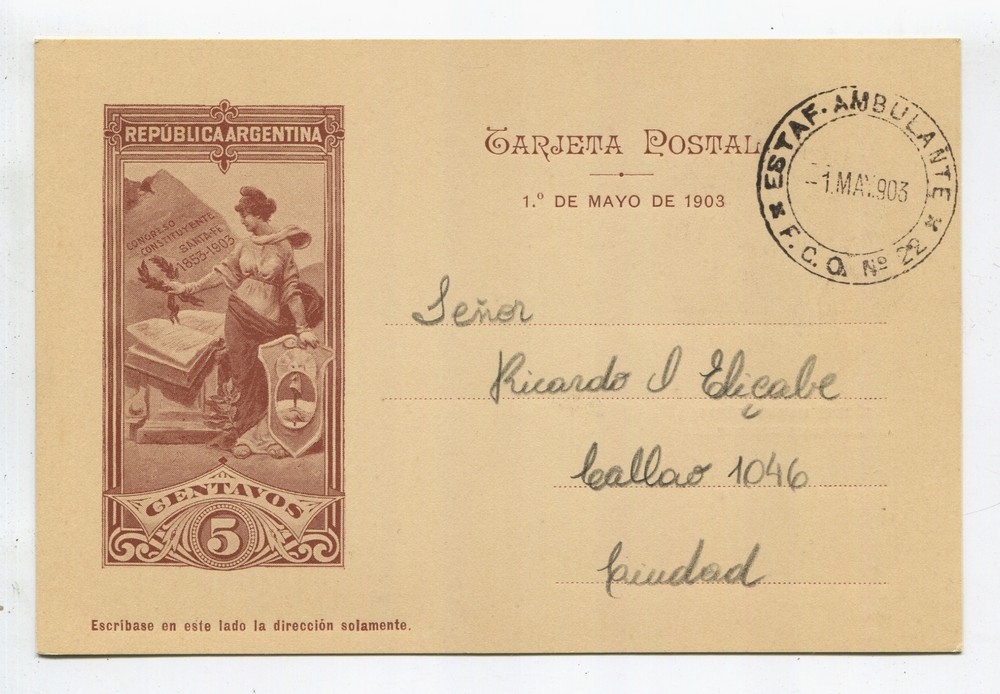 REPÚBLICA ARGENTINA
CONGRESO
CONSTITUYENTE
SANTA-FE
1853-1903
CENTAVOS
5
Escribase en este lado la dirección solamente.
TARJETA POSTAL
1.º DE MAYO DE 1903
ESTAF. AMBULANTE
-1.MAY.903
F.C.O. Nº 22
Señor
Ricardo J Eliçabe
Callao 1046
Ciudad